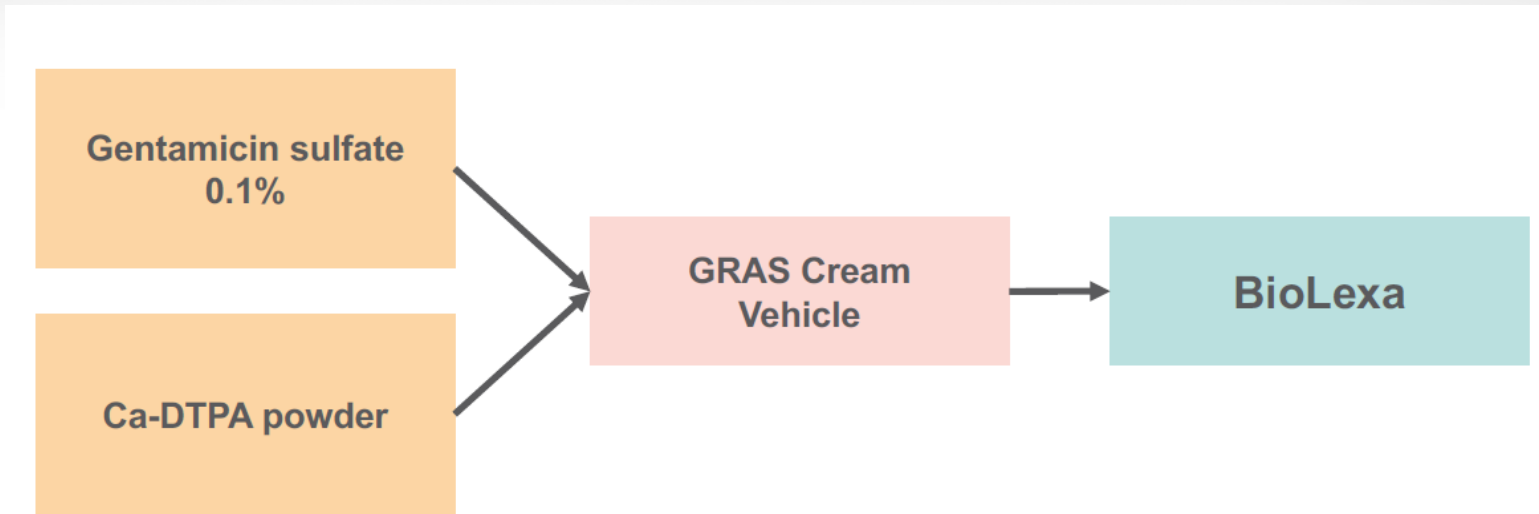 Gentamicin sulfate
0.1%
Ca-DTPA powder
GRAS Cream
Vehicle
BioLexa